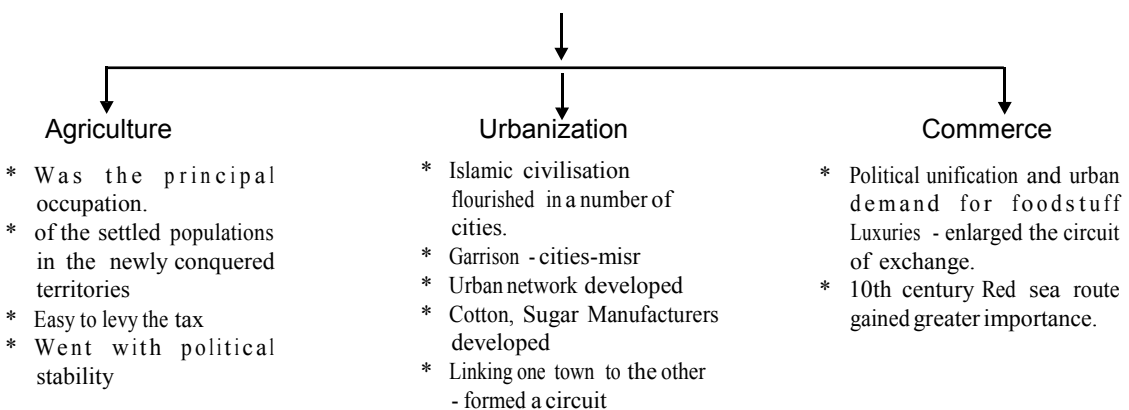 Agriculture
* Was the principal
occupation.
* of the settled populations
in the newly conquered
territories
* Easy to levy the tax
* Went with political
stability
Urbanization
* Islamic civilisation
flourished in a number of
cities.
* Garrison - cities-misr
* Urban network developed
* Cotton, Sugar Manufacturers
developed
* Linking one town to the other
- formed a circuit
Commerce
* Political unification and urban
demand for foodstuff
Luxuries - enlarged the circuit
of exchange.
* 10th century Red sea route
gained greater importance.